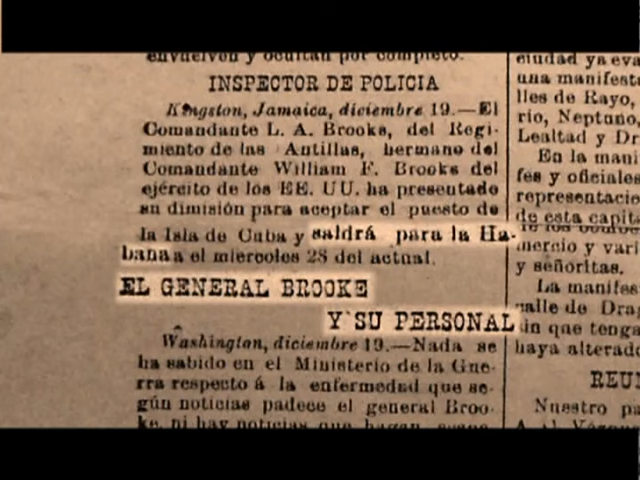 envuelven y ocultan por completo.
INSPECTOR DE POLICIA
Kingston, Jamaica, diciembre 19.—El
Comandante L. A. Brooks, del Regi-
miento de las Antillas, hermano del
Comandante William F. Brooks del
ejército de los EE. UU. ha presentado
su dimisión para aceptar el puesto de
la Isla de Cuba y saldrá para la Ha-
bana a el miercoles 28 del actual.
EL GENERAL BROOKE
Y SU PERSONAL
Washington, diciembre 19.—Nada se
ha sabido en el Ministerio de la Gue-
rra respecto á la enfermedad que se-
gún noticias padece el general Broo-
ke, ni hay noticias que hagan
ciudad ya eva
una manifest
lles de Rayo,
rio, Neptuno,
Lealtad y Dr
En la mani
fes y oficiales
representacio
de esta capit
mercio y vari
y señoritas.
La manifes
calle de Drag
sin que tenga
haya alterado
REUN
Nuestro pa